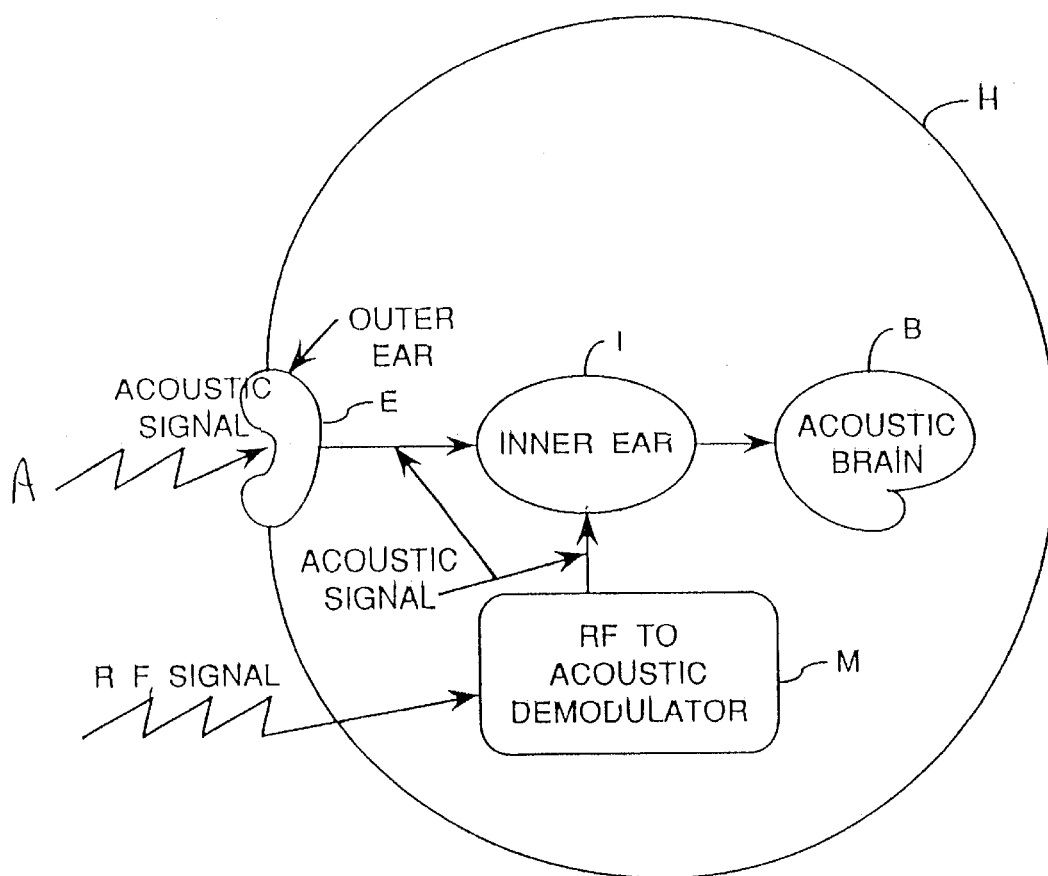 H
OUTER
EAR
I
B
ACOUSTIC
SIGNAL
E
A
INNER EAR
ACOUSTIC
BRAIN
ACOUSTIC
SIGNAL
RF TO
ACOUSTIC
DEMODULATOR
M
R F SIGNAL